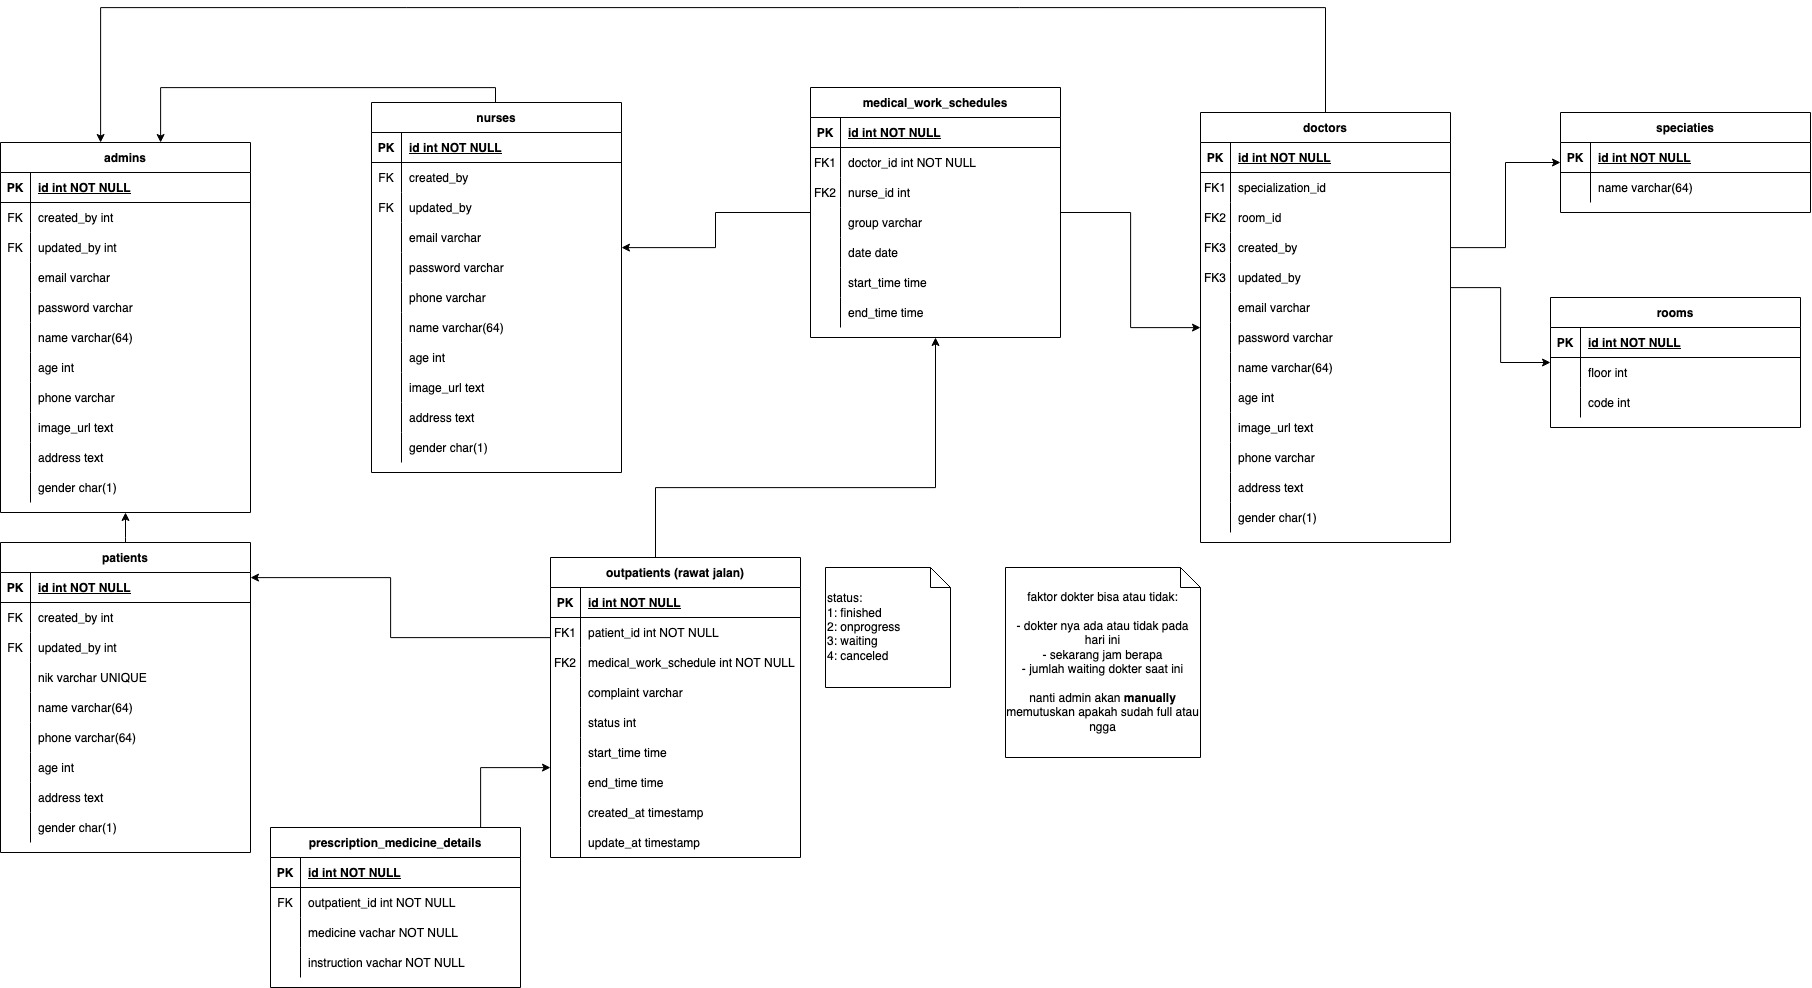 admins
PK id int NOT NULL
FK created_by int
FK updated_by int
email varchar
password varchar
name varchar(64)
age int
phone varchar
image_url text
address text
gender char(1)
nurses
PK id int NOT NULL
FK created_by
FK updated_by
email varchar
password varchar
phone varchar
name varchar(64)
age int
image_url text
address text
gender char(1)
medical_work_schedules
PK id int NOT NULL
FK1 doctor_id int NOT NULL
FK2 nurse_id int
group varchar
date date
start_time time
end_time time
doctors
PK id int NOT NULL
FK1 specialization_id
FK2 room_id
FK3 created_by
FK3 updated_by
email varchar
password varchar
name varchar(64)
age int
image_url text
phone varchar
address text
gender char(1)
speciaties
PK id int NOT NULL
name varchar(64)
rooms
PK id int NOT NULL
floor int
code int
patients
PK id int NOT NULL
FK created_by int
FK updated_by int
nik varchar UNIQUE
name varchar(64)
phone varchar(64)
age int
address text
gender char(1)
outpatients (rawat jalan)
PK id int NOT NULL
FK1 patient_id int NOT NULL
FK2 medical_work_schedule int NOT NULL
complaint varchar
status int
start_time time
end_time time
created_at timestamp
update_at timestamp
status:
1: finished
2: onprogress
3: waiting
4: canceled
faktor dokter bisa atau tidak:
- dokter nya ada atau tidak pada
hari ini
- sekarang jam berapa
- jumlah waiting dokter saat ini
nanti admin akan manually
memutuskan apakah sudah full atau
ngga
prescription_medicine_details
PK id int NOT NULL
FK outpatient_id int NOT NULL
medicine vachar NOT NULL
instruction vachar NOT NULL